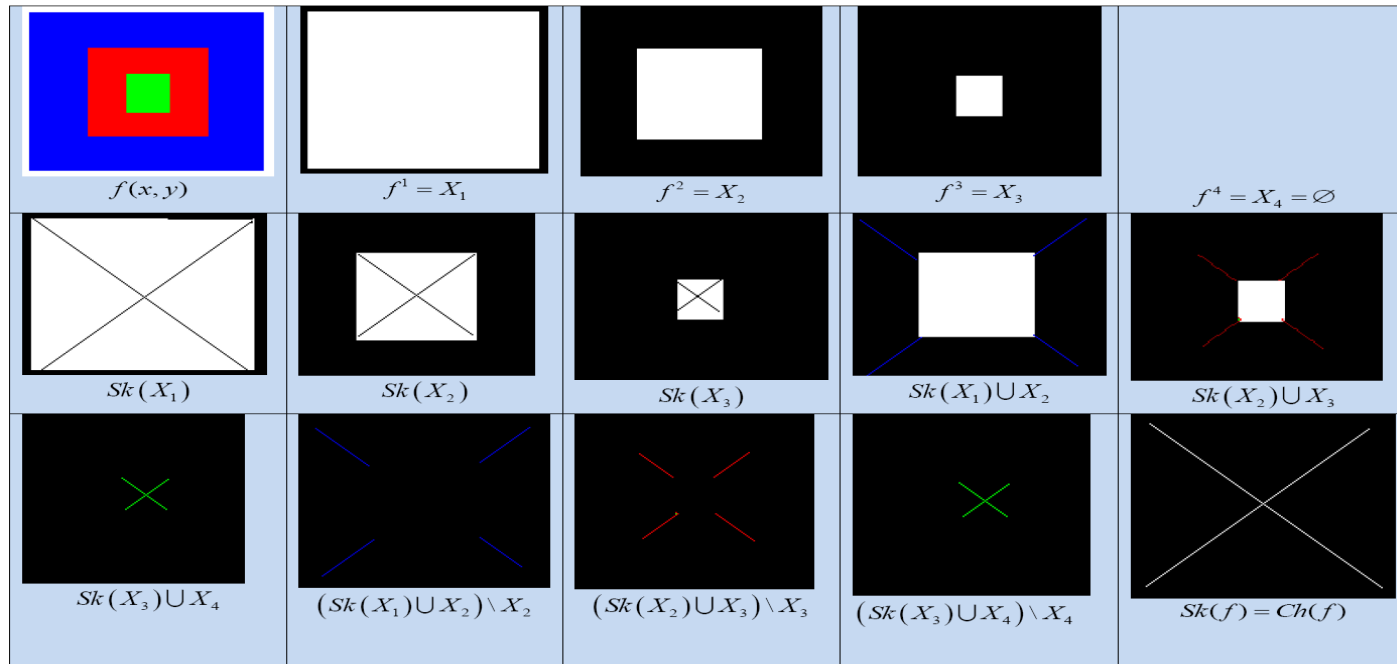 f(x, y)
f¹ = X₁
f² = X₂
f³ = X₃
f⁴ = X₄ = ∅
Sk(X₁)
Sk(X₂)
Sk(X₃)
Sk(X₁)∪X₂
Sk(X₂)∪X₃
Sk(X₃)∪X₄
(Sk(X₁)∪X₂)\X₂
(Sk(X₂)∪X₃)\X₃
(Sk(X₃)∪X₄)\X₄
Sk(f) = Ch(f)